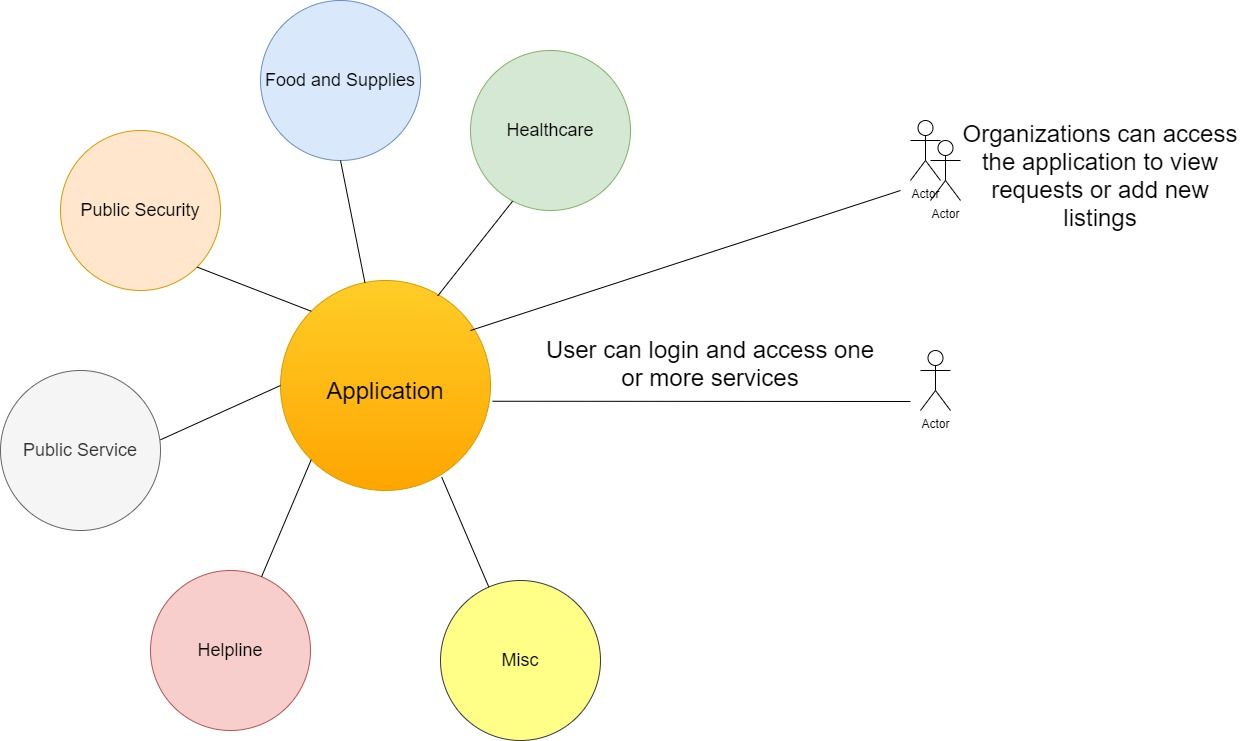 Food and Supplies
Healthcare
Public Security
Organizations can access
the application to view
requests or add new
listings
Actor
Actor
User can login and access one
or more services
Application
Actor
Public Service
Helpline
Misc